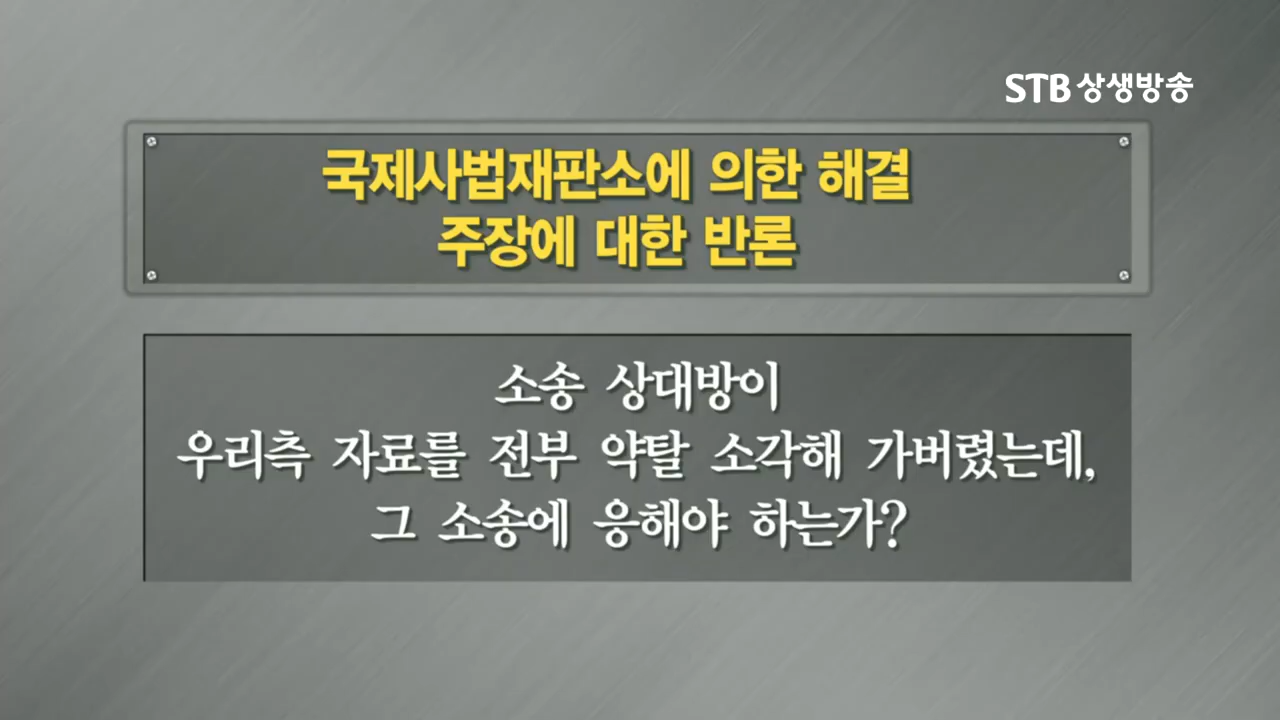 STB 상생방송
국제사법재판소에 의한 해결
주장에 대한 반론
소송 상대방이
우리측 자료를 전부 약탈 소각해 가버렸는데,
그 소송에 응해야 하는가?